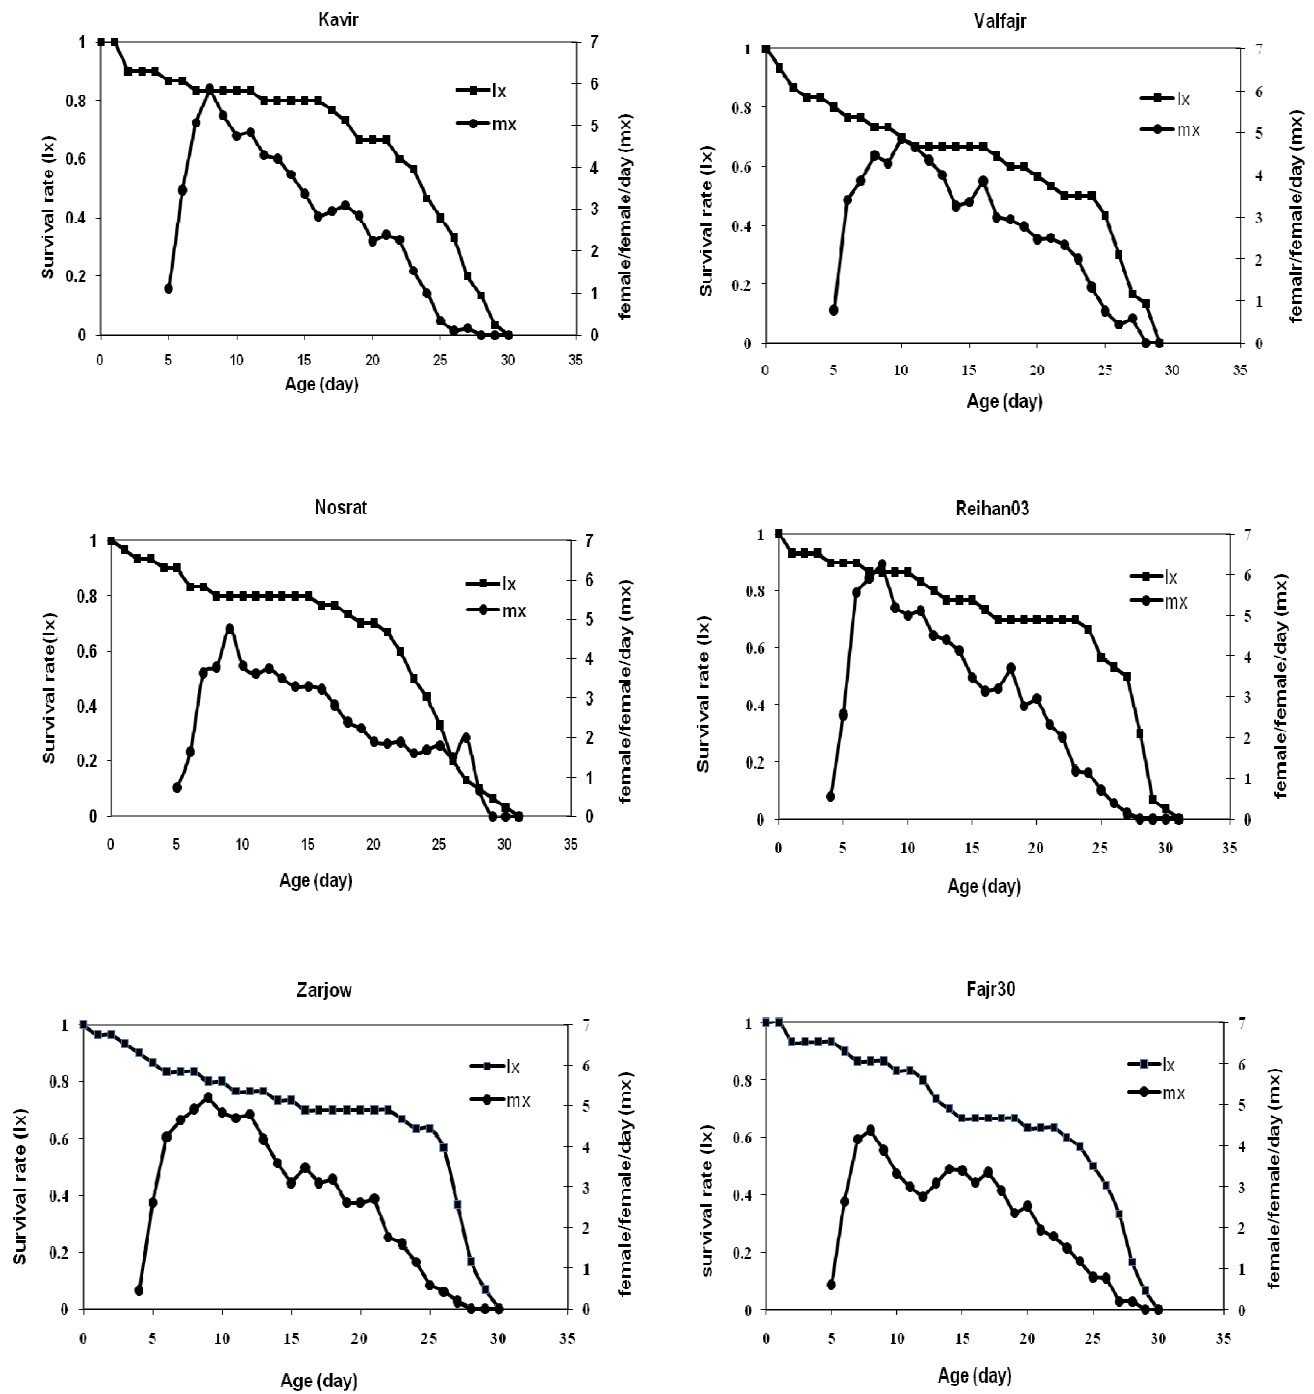 Kavir
1
0.8
0.6
0.4
0.2
0
7
6
5
4
3
2
1
0
0 5 10 15 20 25 30 35
Survival rate (lx)
female/female/day (mx)
Age (day)
lx
mx
Valfajr
1
0.8
0.6
0.4
0.2
0
7
6
5
4
3
2
1
0
0 5 10 15 20 25 30 35
Survival rate (lx)
femalr/female/day (mx)
Age (day)
lx
mx
Nosrat
1
0.8
0.6
0.4
0.2
0
7
6
5
4
3
2
1
0
0 5 10 15 20 25 30 35
Survival rate(lx)
female/female/day (mx)
Age (day)
lx
mx
Reihan03
1
0.8
0.6
0.4
0.2
0
7
6
5
4
3
2
1
0
0 5 10 15 20 25 30 35
Survival rate (lx)
female/female/day (mx)
Age (day)
lx
mx
Zarjow
1
0.8
0.6
0.4
0.2
0
7
6
5
4
3
2
1
0
0 5 10 15 20 25 30 35
Survival rate (lx)
female/female/day (mx)
Age (day)
lx
mx
Fajr30
1
0.8
0.6
0.4
0.2
0
7
6
5
4
3
2
1
0
0 5 10 15 20 25 30 35
survival rate (lx)
female/female/day (mx)
Age (day)
lx
mx